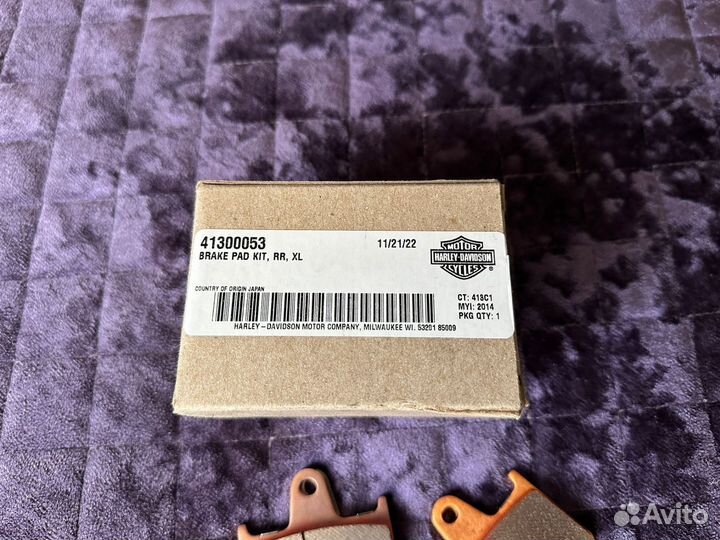 41300053 11/21/22
BRAKE PAD KIT, RR, XL
MOTOR
HARLEY-DAVIDSON
CYCLES
COUNTRY OF ORIGIN JAPAN
CT: 413C1
MYI: 2014
PKG QTY: 1
HARLEY-DAVIDSON MOTOR COMPANY, MILWAUKEE WI. 53201 85009
Avito